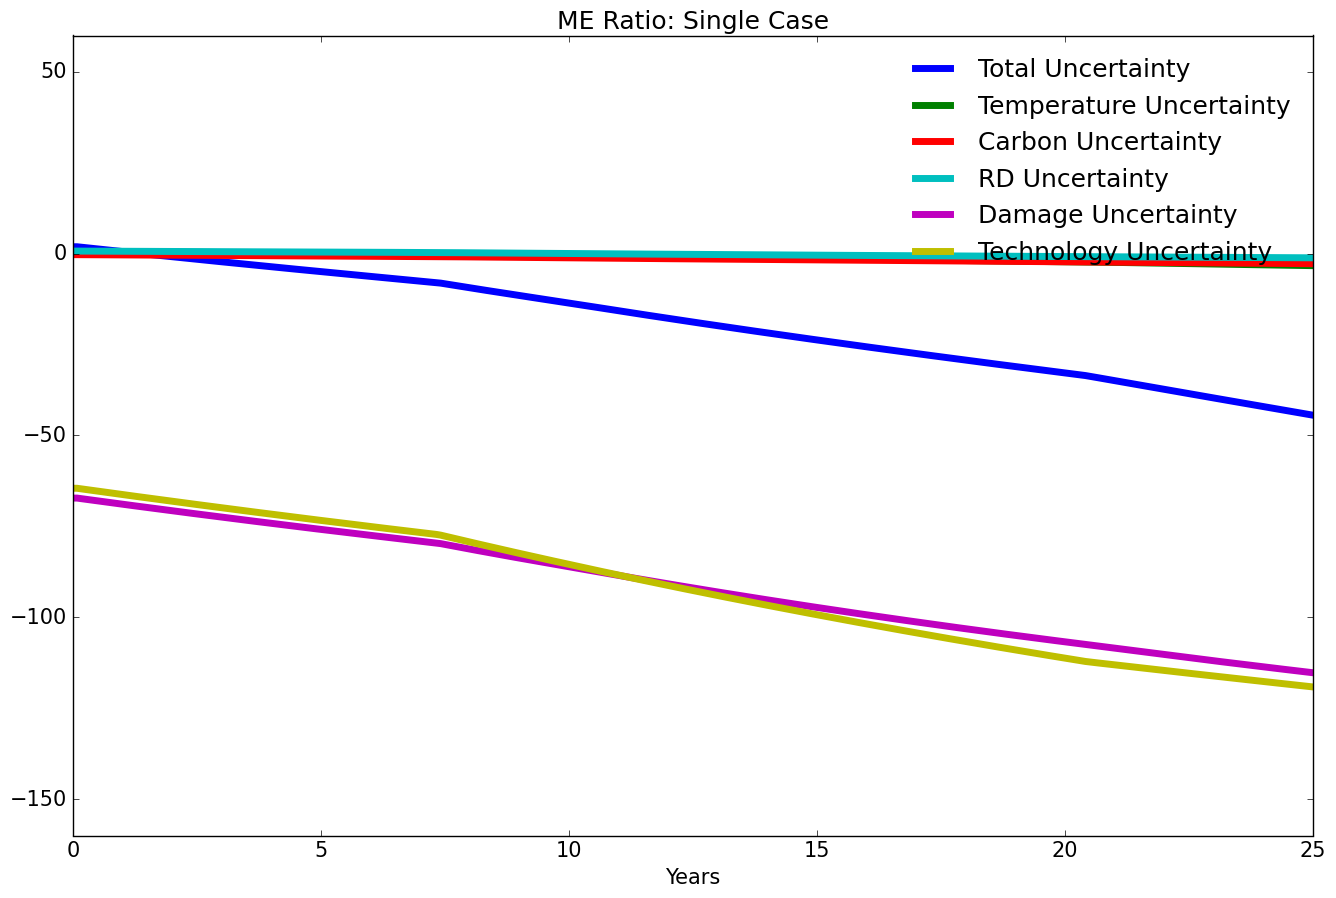 ME Ratio: Single Case
50
0
−50
−100
−150
Total Uncertainty
Temperature Uncertainty
Carbon Uncertainty
RD Uncertainty
Damage Uncertainty
Technology Uncertainty
0
5
10
15
20
25
Years